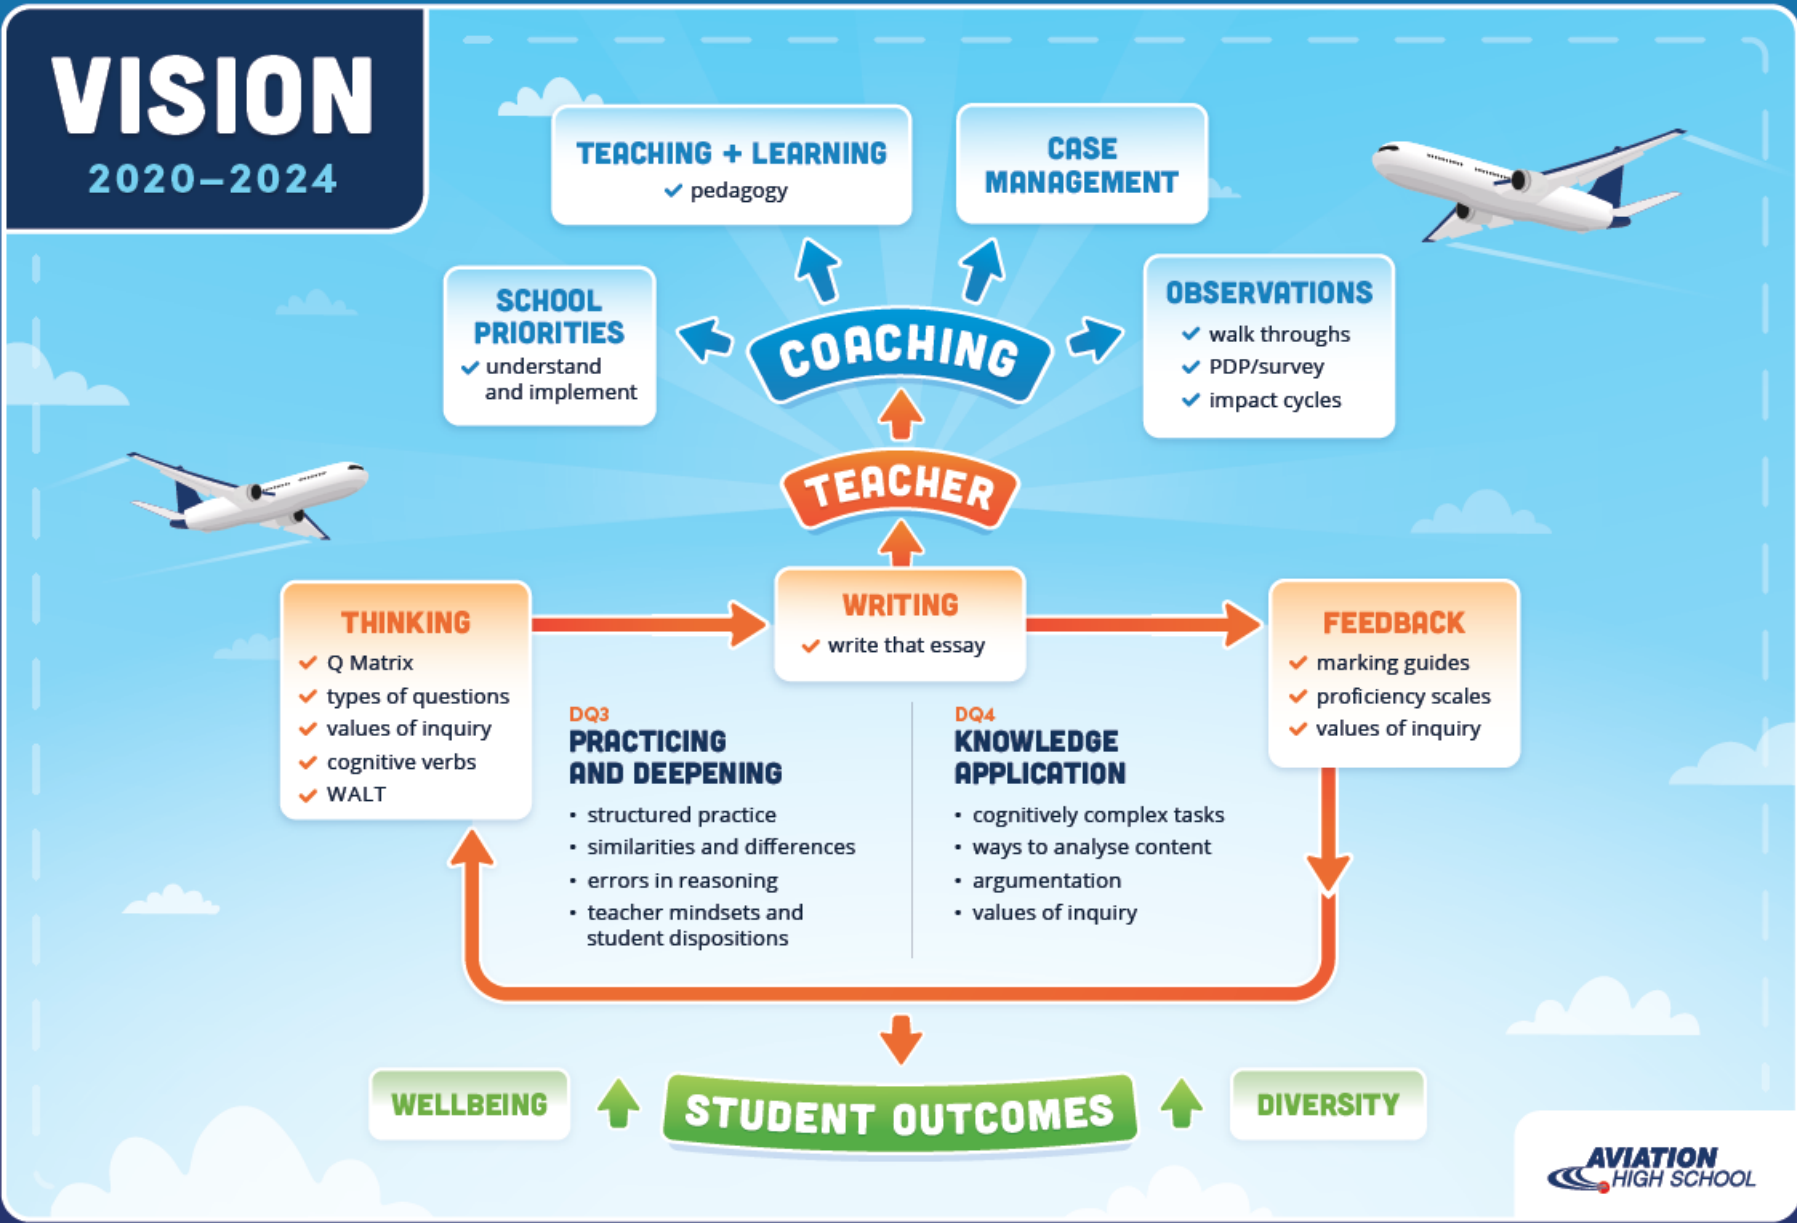 VISION
2020–2024
TEACHING + LEARNING
pedagogy
CASE
MANAGEMENT
SCHOOL
PRIORITIES
understand
and implement
OBSERVATIONS
walk throughs
PDP/survey
impact cycles
COACHING
TEACHER
THINKING
Q Matrix
types of questions
values of inquiry
cognitive verbs
WALT
WRITING
write that essay
FEEDBACK
marking guides
proficiency scales
values of inquiry
DQ3
PRACTICING
AND DEEPENING
structured practice
similarities and differences
errors in reasoning
teacher mindsets and
student dispositions
DQ4
KNOWLEDGE
APPLICATION
cognitively complex tasks
ways to analyse content
argumentation
values of inquiry
WELLBEING
STUDENT OUTCOMES
DIVERSITY
AVIATION
HIGH SCHOOL